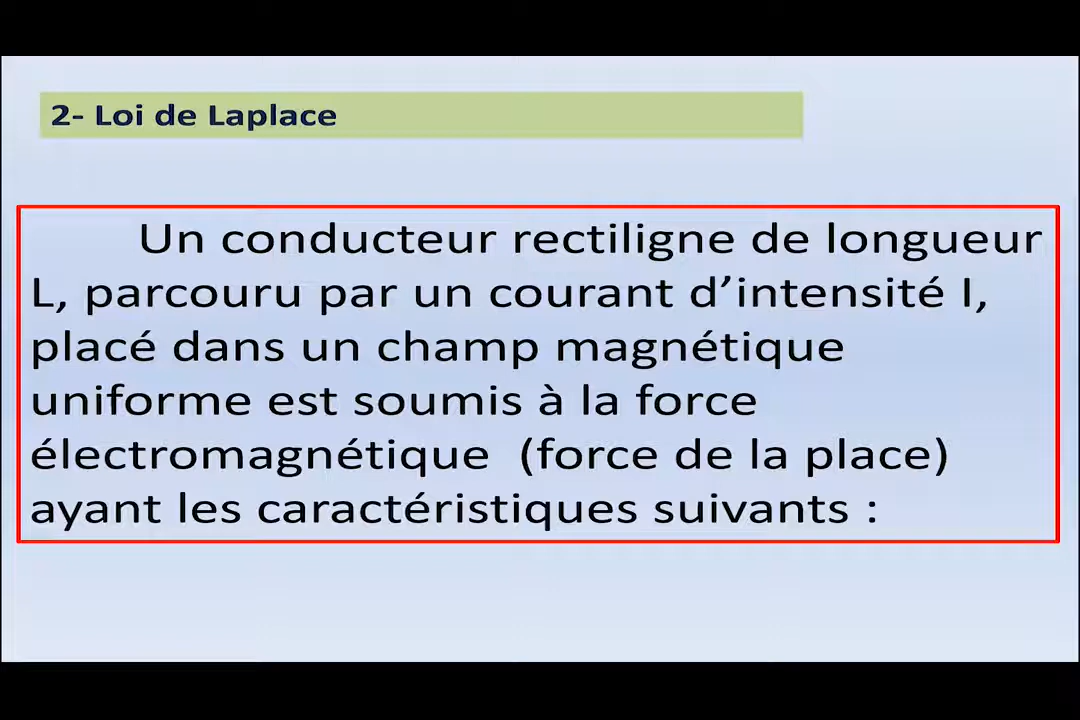 2- Loi de Laplace
Un conducteur rectiligne de longueur
L, parcouru par un courant d’intensité I,
placé dans un champ magnétique
uniforme est soumis à la force
électromagnétique (force de la place)
ayant les caractéristiques suivants :